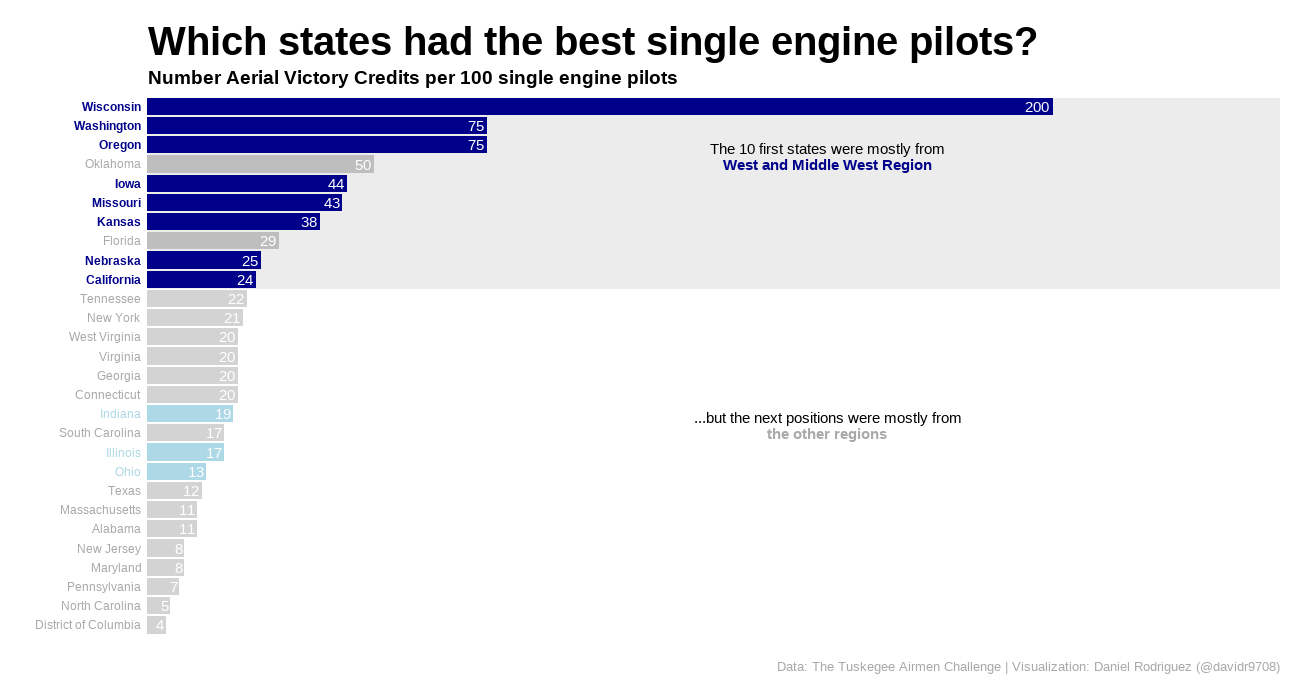 Which states had the best single engine pilots?
Number Aerial Victory Credits per 100 single engine pilots
Wisconsin 200
Washington 75
Oregon 75
Oklahoma 50
Iowa 44
Missouri 43
Kansas 38
Florida 29
Nebraska 25
California 24
The 10 first states were mostly from
West and Middle West Region
Tennessee 22
New York 21
West Virginia 20
Virginia 20
Georgia 20
Connecticut 20
Indiana 19
South Carolina 17
Illinois 17
Ohio 13
Texas 12
Massachusetts 11
Alabama 11
New Jersey 8
Maryland 8
Pennsylvania 7
North Carolina 5
District of Columbia 4
...but the next positions were mostly from
the other regions
Data: The Tuskegee Airmen Challenge | Visualization: Daniel Rodriguez (@davidr9708)